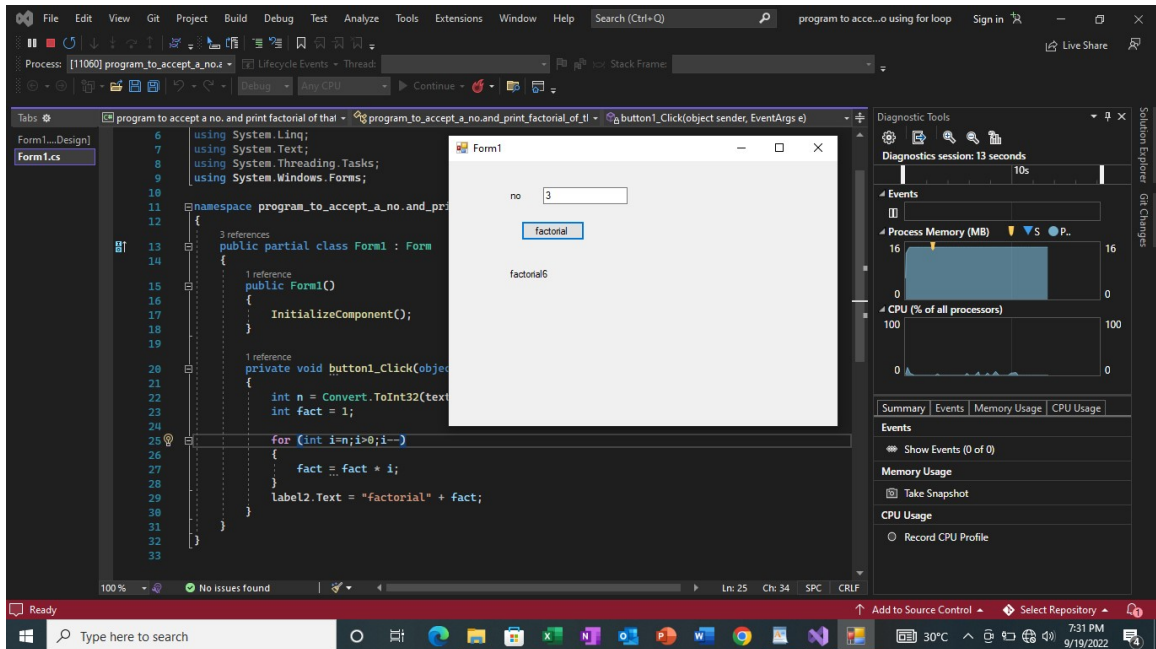 File Edit View Git Project Build Debug Test Analyze Tools Extensions Window Help Search (Ctrl+Q) program to acce...o using for loop Sign in
Live Share
Process: [11060] program_to_accept_a_no.a Lifecycle Events Thread: Stack Frame:
Debug Any CPU Continue
Tabs program to accept a no. and print factorial of that program_to_accept_a_no.and_print_factorial_of_tl button1_Click(object sender, EventArgs e)
Form1....Design]
Form1.cs
6 using System.Linq;
7 using System.Text;
8 using System.Threading.Tasks;
9 using System.Windows.Forms;
10
11 namespace program_to_accept_a_no.and_pri
12 {
3 references
13 public partial class Form1 : Form
14 {
1 reference
15 public Form1()
16 {
17 InitializeComponent();
18 }
19
1 reference
20 private void button1_Click(objec
21 {
22 int n = Convert.ToInt32(text
23 int fact = 1;
24
25 for (int i=n;i>0;i--)
26 {
27 fact = fact * i;
28 }
29 label2.Text = "factorial" + fact;
30 }
31 }
32 }
33
Form1
no 3
factorial
factorial6
100 % No issues found Ln: 25 Ch: 34 SPC CRLF
Diagnostic Tools
Diagnostics session: 13 seconds
10s
Events
Process Memory (MB) S P..
16 16
0 0
CPU (% of all processors)
100 100
0 0
Summary Events Memory Usage CPU Usage
Events
Show Events (0 of 0)
Memory Usage
Take Snapshot
CPU Usage
Record CPU Profile
Solution Explorer
Git Changes
Ready Add to Source Control Select Repository 1
Type here to search 30°C 7:31 PM
9/19/2022 4